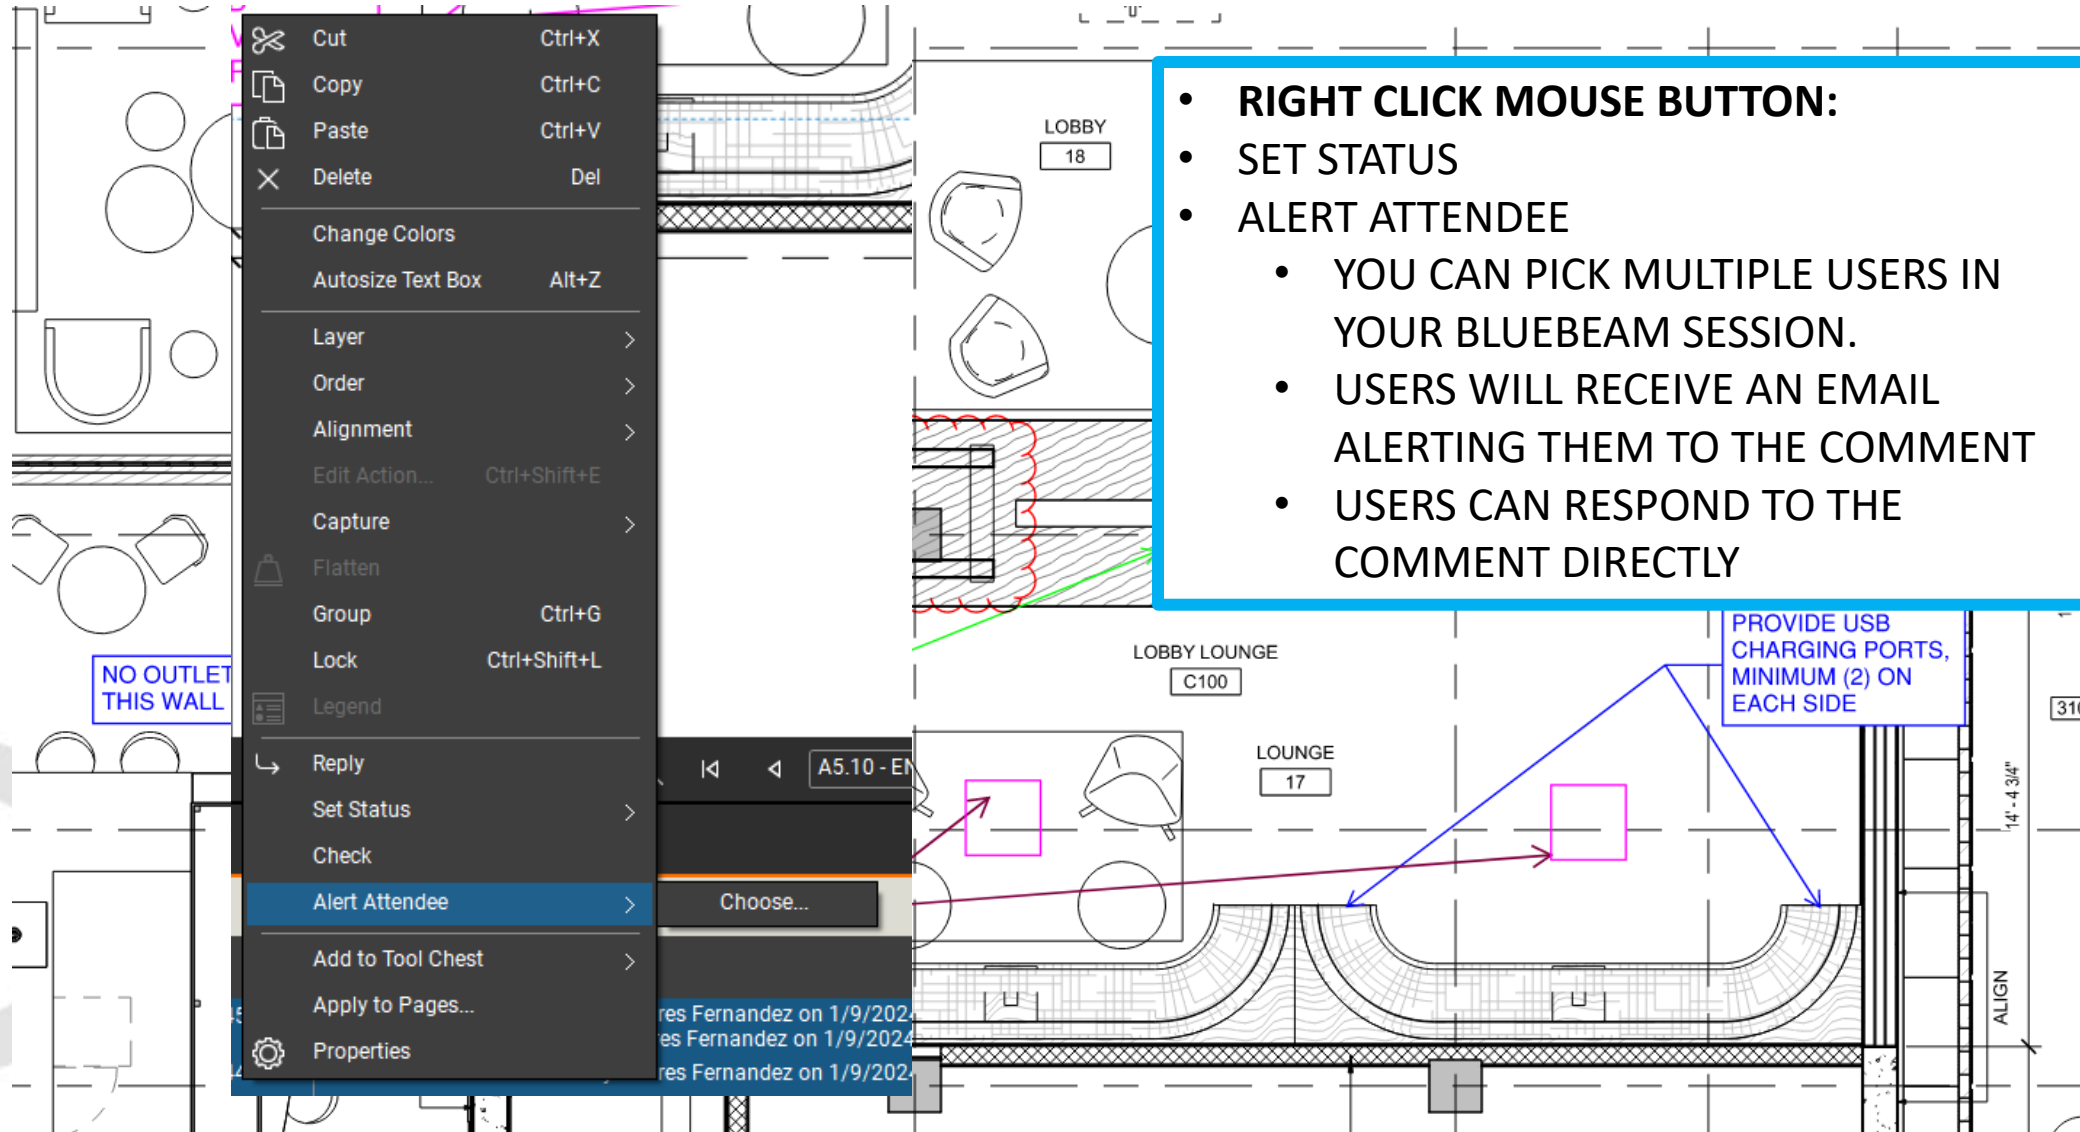 Cut Ctrl+X
Copy Ctrl+C
Paste Ctrl+V
Delete Del
Change Colors
Autosize Text Box Alt+Z
Layer
Order
Alignment
Edit Action... Ctrl+Shift+E
Capture
Flatten
Group Ctrl+G
Lock Ctrl+Shift+L
Legend
Reply
Set Status
Check
Alert Attendee
Choose...
Add to Tool Chest
Apply to Pages...
Properties
NO OUTLET
THIS WALL
A5.10 -
Fernandez on 1/9/202
Fernandez on 1/9/2024
Fernandez on 1/9/202
LOBBY
18
• RIGHT CLICK MOUSE BUTTON:
• SET STATUS
• ALERT ATTENDEE
• YOU CAN PICK MULTIPLE USERS IN
YOUR BLUEBEAM SESSION.
• USERS WILL RECEIVE AN EMAIL
ALERTING THEM TO THE COMMENT
• USERS CAN RESPOND TO THE
COMMENT DIRECTLY
PROVIDE USB
CHARGING PORTS,
MINIMUM (2) ON
EACH SIDE
LOBBY LOUNGE
C100
LOUNGE
17
310
14' - 4 3/4"
ALIGN